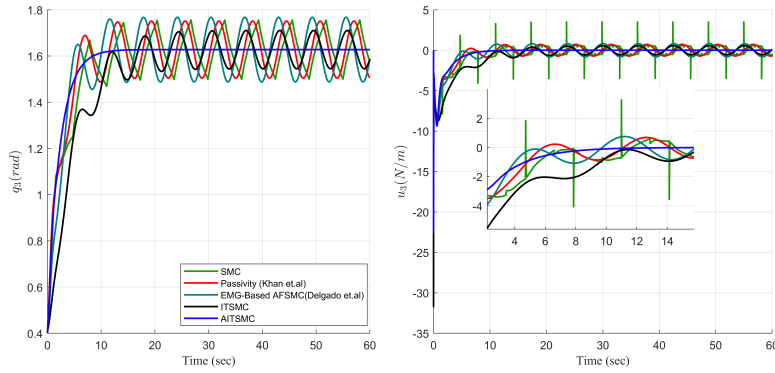 1.8
1.6
1.4
1.2
1
0.8
0.6
0.4
q3(rad)
0 10 20 30 40 50 60
Time (sec)
SMC
Passivity (Khan et.al)
EMG-Based AFSMC(Delgado et.al)
ITSMC
AITSMC
5
0
-5
-10
-15
-20
-25
-30
-35
u3(N/m)
0 10 20 30 40 50 60
Time (sec)
2
0
-2
-4
4 6 8 10 12 14